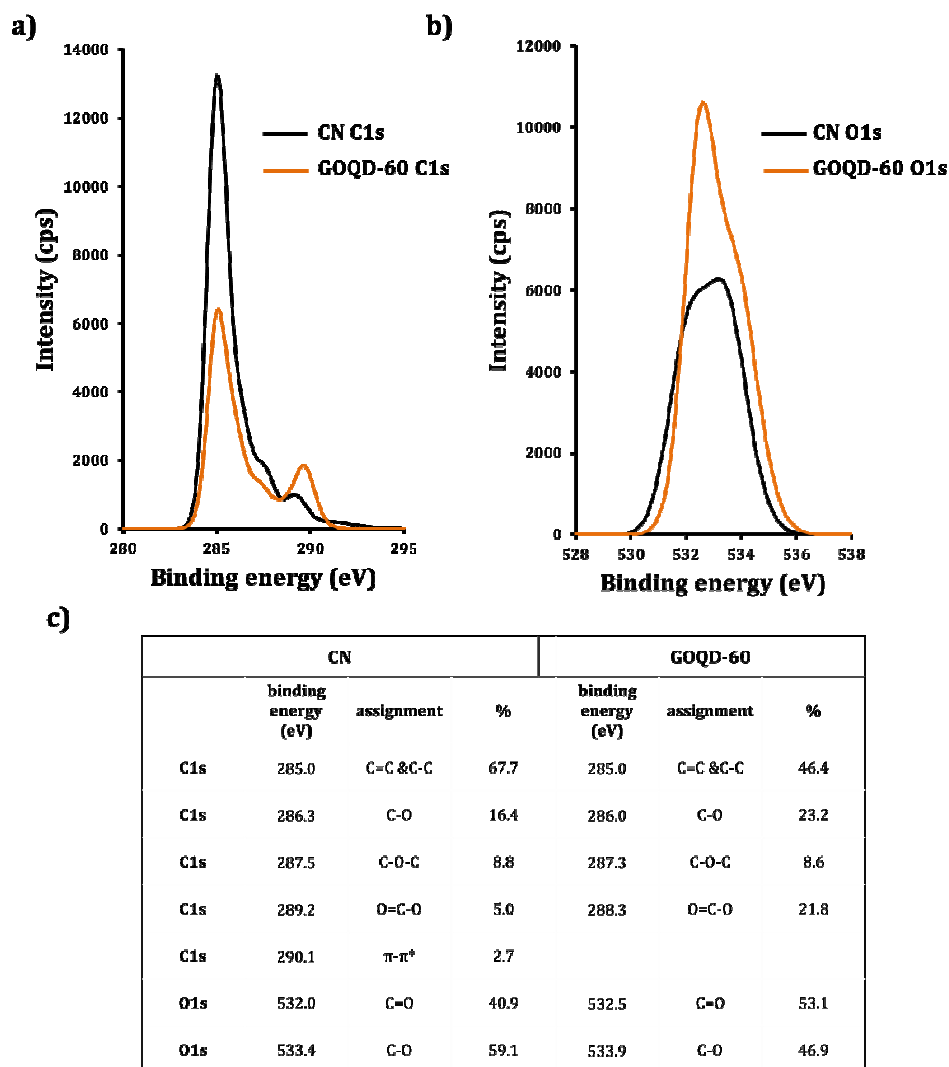 a)
14000
12000
10000
8000
6000
4000
2000
0
280
285
290
295
Intensity (cps)
Binding energy (eV)
CN C1s
GOQD-60 C1s
b)
12000
10000
8000
6000
4000
2000
0
528
530
532
534
536
538
Intensity (cps)
Binding energy (eV)
CN O1s
GOQD-60 O1s
c)
CN GOQD-60
binding energy (eV) assignment % binding energy (eV) assignment %
C1s 285.0 C=C &C-C 67.7 285.0 C=C &C-C 46.4
C1s 286.3 C-O 16.4 286.0 C-O 23.2
C1s 287.5 C-O-C 8.8 287.3 C-O-C 8.6
C1s 289.2 O=C-O 5.0 288.3 O=C-O 21.8
C1s 290.1 π-π* 2.7
O1s 532.0 C=O 40.9 532.5 C=O 53.1
O1s 533.4 C-O 59.1 533.9 C-O 46.9